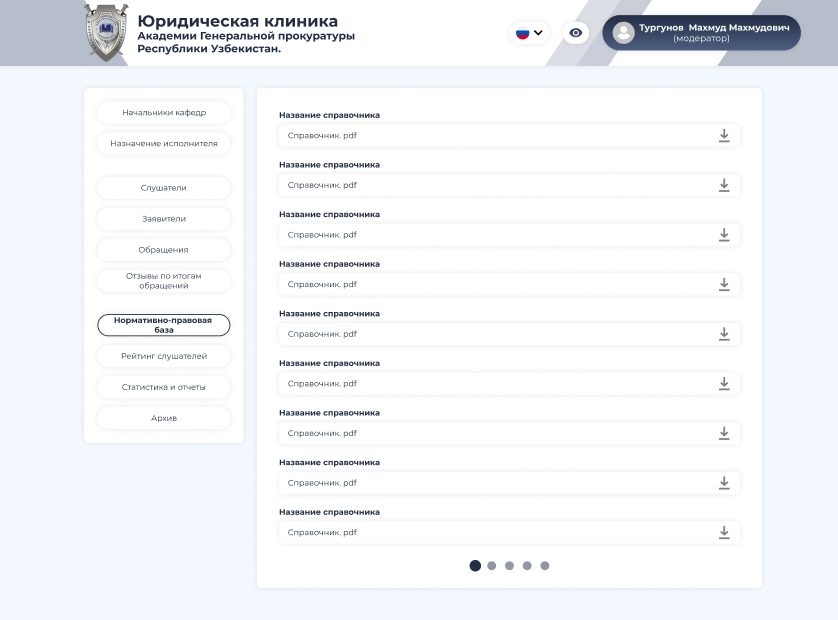 Юридическая клиника
Академии Генеральной прокуратуры
Республики Узбекистан.
Тургунов Махмуд Махмудович
(модератор)
Начальники кафедр
Назначение исполнителя
Слушатели
Заявители
Обращения
Отзывы по итогам
обращений
Нормативно-правовая
база
Рейтинг слушателей
Статистика и отчеты
Архив
Название справочника
Справочник. pdf
Название справочника
Справочник. pdf
Название справочника
Справочник. pdf
Название справочника
Справочник. pdf
Название справочника
Справочник. pdf
Название справочника
Справочник. pdf
Название справочника
Справочник. pdf
Название справочника
Справочник. pdf
Название справочника
Справочник. pdf